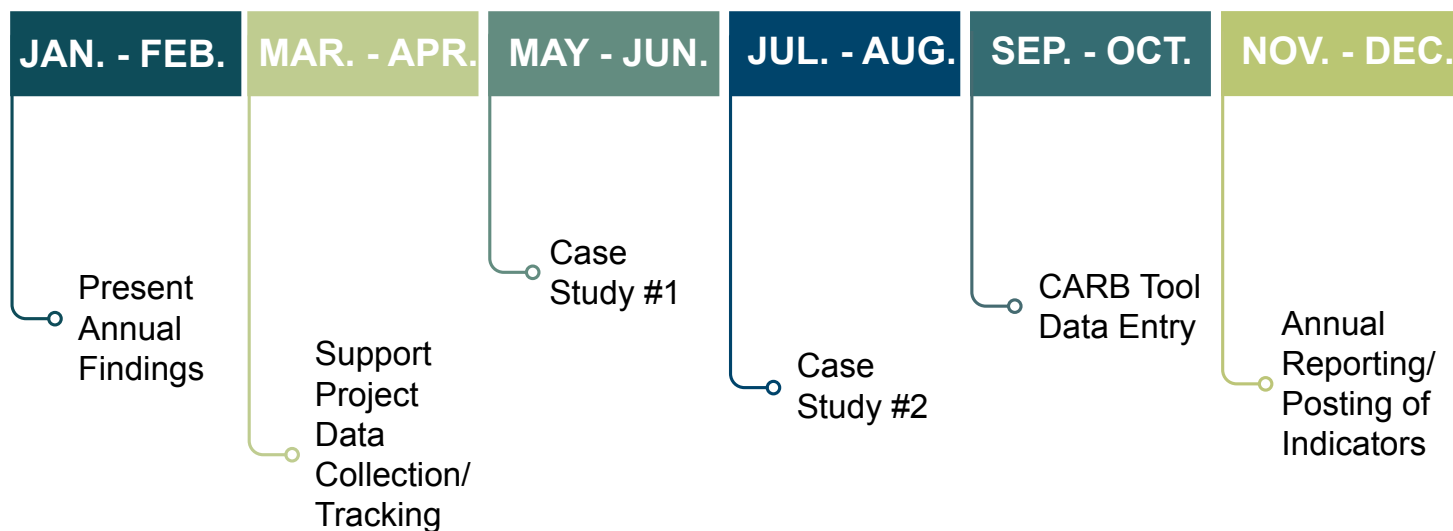 JAN. - FEB.
MAR. - APR.
MAY - JUN.
JUL. - AUG.
SEP. - OCT.
NOV. - DEC.
Present
Annual
Findings
Support
Project
Data
Collection/
Tracking
Case
Study #1
Case
Study #2
CARB Tool
Data Entry
Annual
Reporting/
Posting of
Indicators